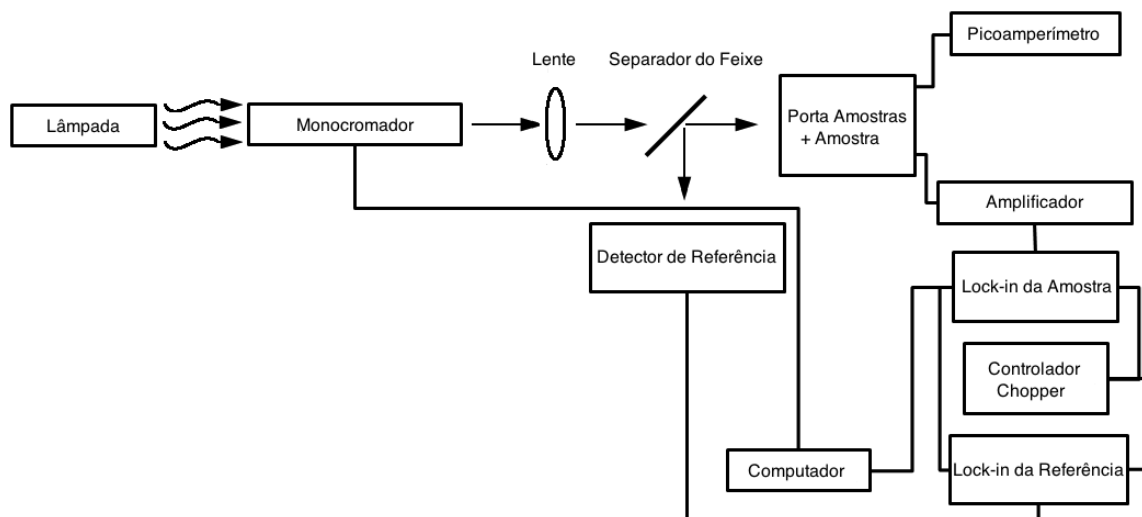 Picoamperímetro
Lente
Separador do Feixe
Lâmpada
Monocromador
Porta Amostras
+ Amostra
Amplificador
Detector de Referência
Lock-in da Amostra
Controlador
Chopper
Computador
Lock-in da Referência